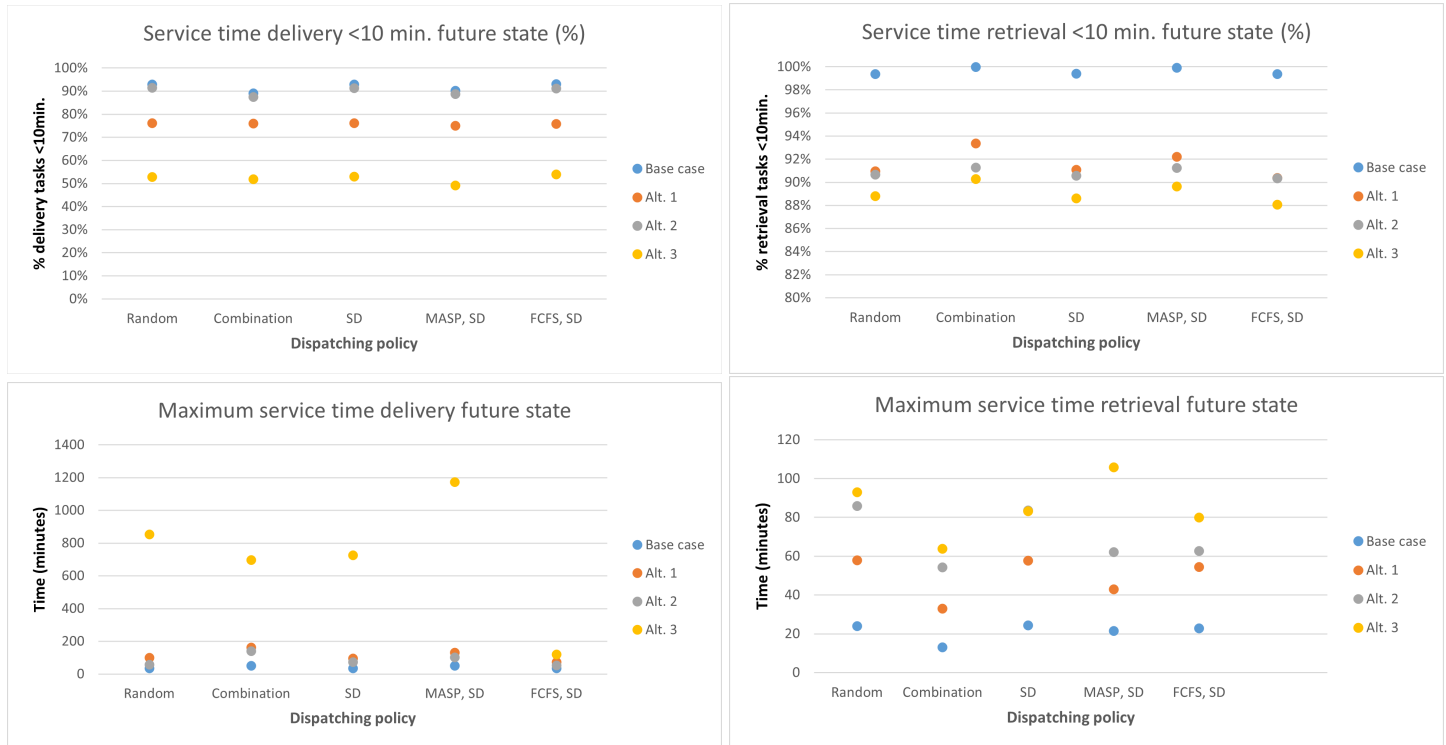 Service time delivery <10 min. future state (%)
% delivery tasks <10min.
100%
90%
80%
70%
60%
50%
40%
30%
20%
10%
0%
Random Combination SD MASP, SD FCFS, SD
Dispatching policy
Base case
Alt. 1
Alt. 2
Alt. 3
Service time retrieval <10 min. future state (%)
% retrieval tasks <10min.
100%
98%
96%
94%
92%
90%
88%
86%
84%
82%
80%
Random Combination SD MASP, SD FCFS, SD
Dispatching policy
Base case
Alt. 1
Alt. 2
Alt. 3
Maximum service time delivery future state
Time (minutes)
1400
1200
1000
800
600
400
200
0
Random Combination SD MASP, SD FCFS, SD
Dispatching policy
Base case
Alt. 1
Alt. 2
Alt. 3
Maximum service time retrieval future state
Time (minutes)
120
100
80
60
40
20
0
Random Combination SD MASP, SD FCFS, SD
Dispatching policy
Base case
Alt. 1
Alt. 2
Alt. 3